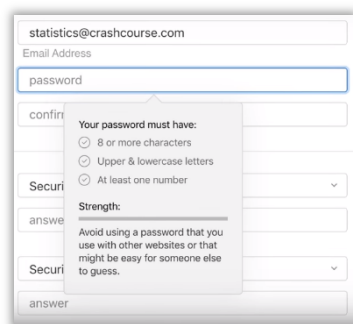 statistics@crashcourse.com
Email Address
password
confir
Your password must have:
8 or more characters
Upper & lowercase letters
At least one number
Securi
Strength:
answe
Avoid using a password that you
use with other websites or that
might be easy for someone else
to guess.
Securi
answer